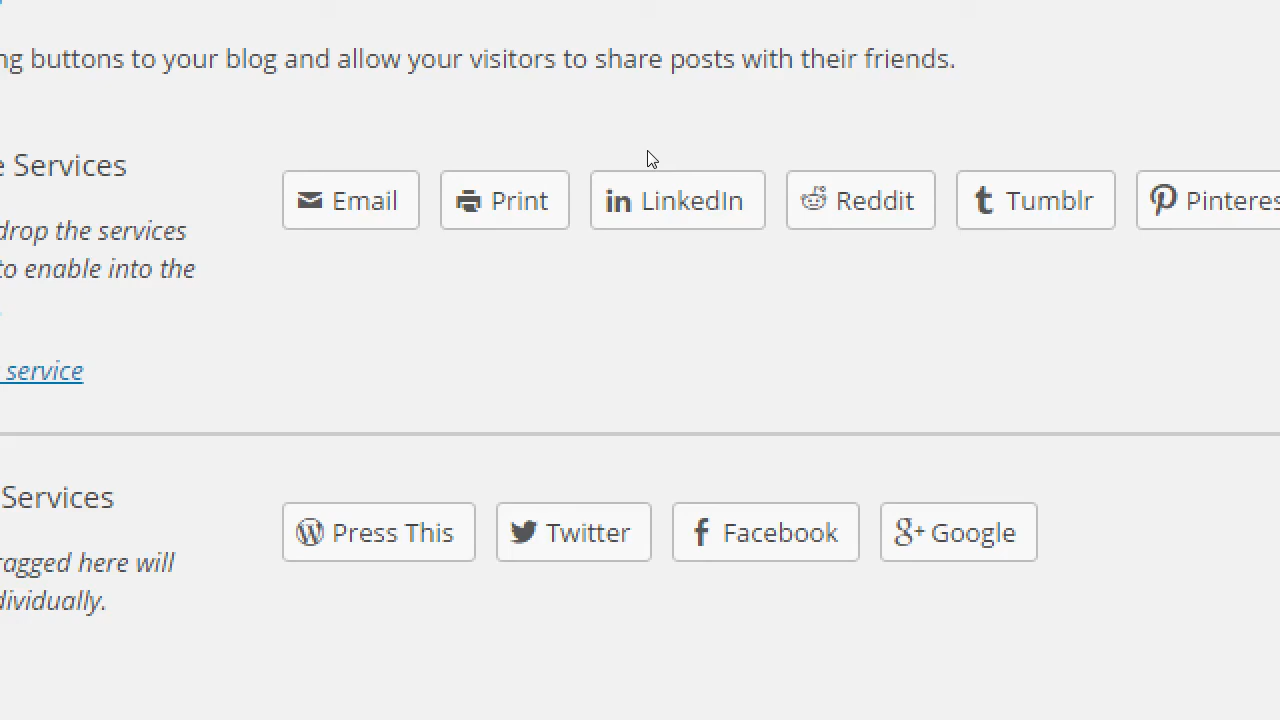 ng buttons to your blog and allow your visitors to share posts with their friends.
e Services
Email Print LinkedIn Reddit Tumblr Pinteres
drop the services
to enable into the
service
Services
Press This Twitter Facebook g+ Google
ragged here will
dividually.